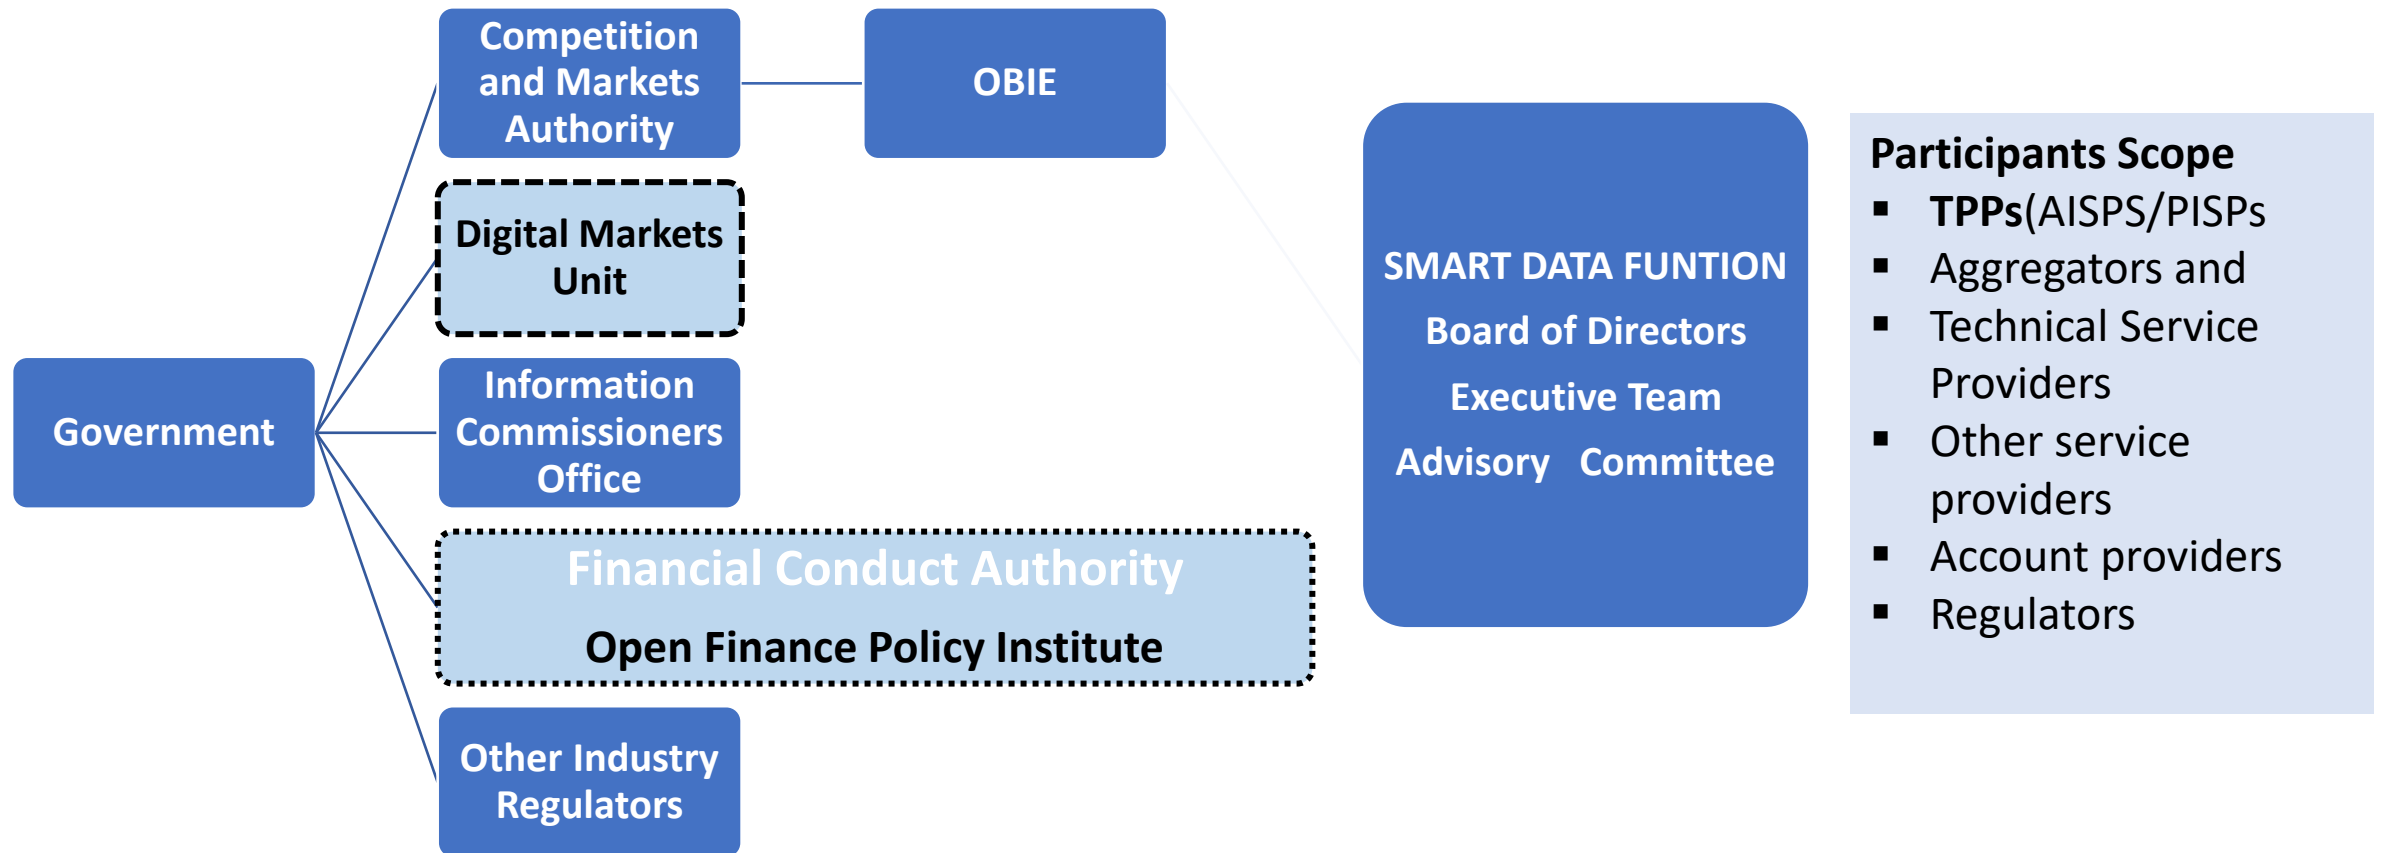 Competition
and Markets
Authority
OBIE
Digital Markets
Unit
Government
Information
Commissioners
Office
Financial Conduct Authority
Open Finance Policy Institute
Other Industry
Regulators
SMART DATA FUNTION
Board of Directors
Executive Team
Advisory Committee
Participants Scope
▪ TPPs(AISPS/PISPs
▪ Aggregators and
▪ Technical Service
Providers
▪ Other service
providers
▪ Account providers
▪ Regulators